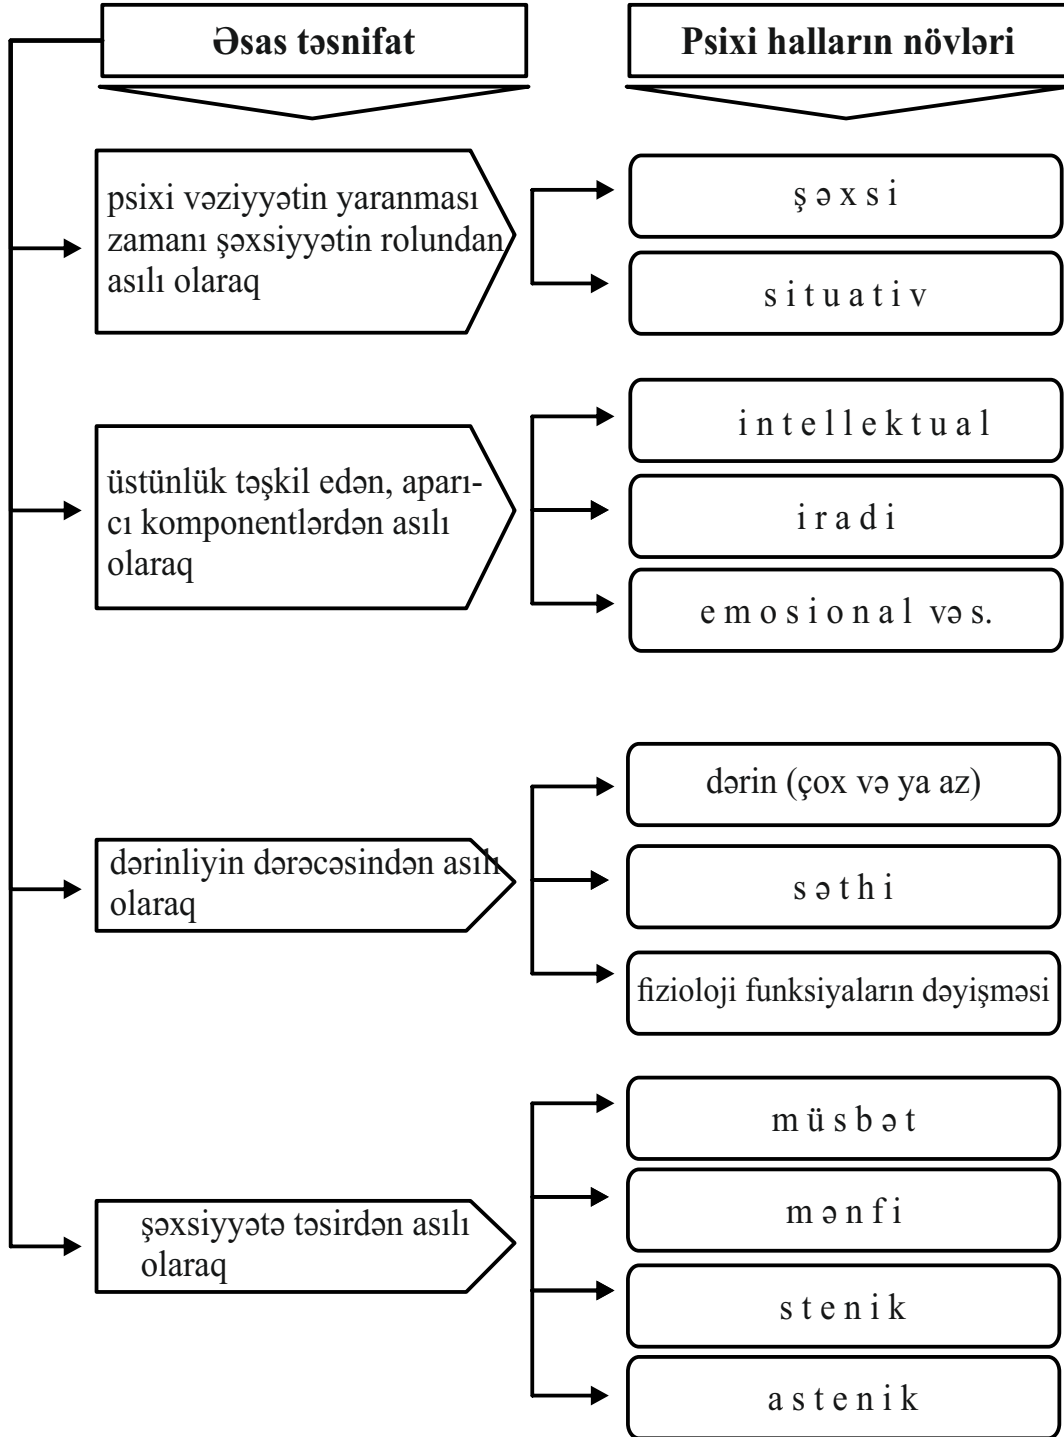 Əsas təsnifat
Psixi halların növləri
psixi vəziyyətin yaranması
zamanı şəxsiyyətin rolundan
asılı olaraq
ş ə x s i
s i t u a t i v
üstünlük təşkil edən, aparı-
cı komponentlərdən asılı
olaraq
i n t e l l e k t u a l
i r a d i
e m o s i o n a l və s.
dərinliyin dərəcəsindən asılı
olaraq
dərin (çox və ya az)
s ə t h i
fizioloji funksiyaların dəyişməsi
şəxsiyyətə təsirdən asılı
olaraq
m ü s b ə t
m ə n f i
s t e n i k
a s t e n i k